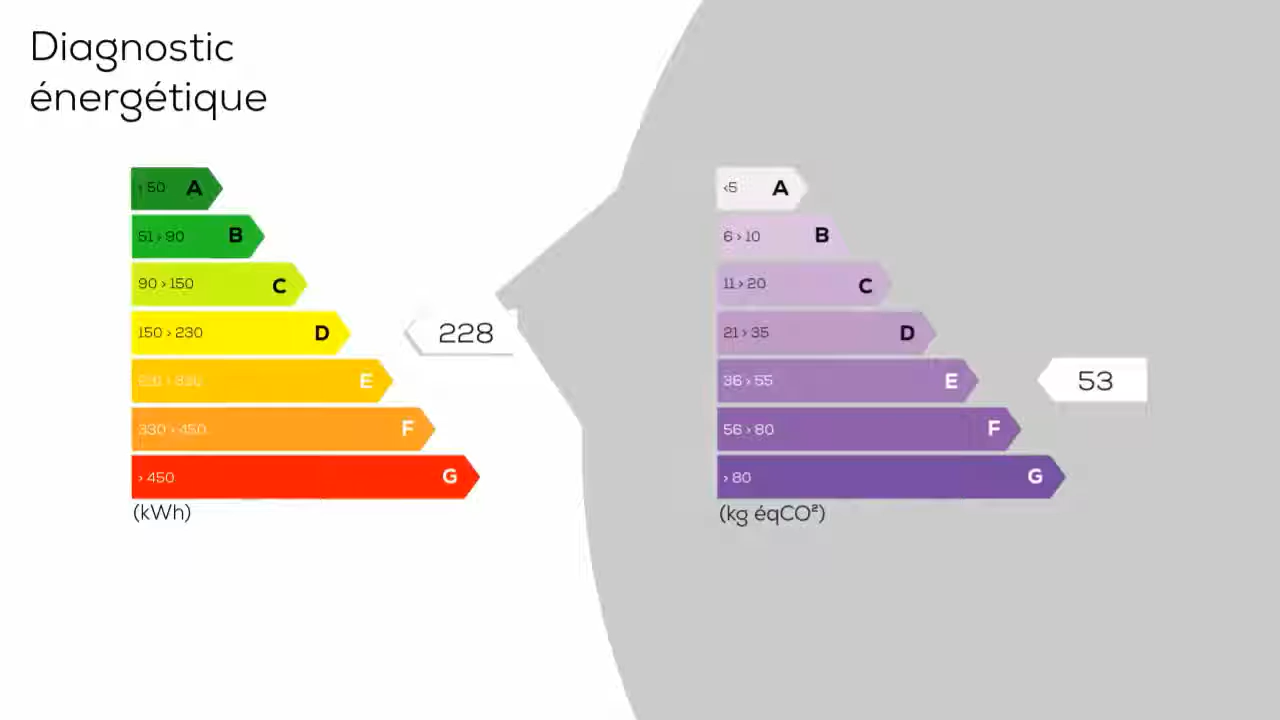 Diagnostic
énergétique
50 A
51 > 90 B
90 > 150 C
150 > 230 D
228
E
330 > 450 F
> 450 G
(kWh)
<5 A
6 > 10 B
11 > 20 C
21 > 35 D
36 > 55 E
53
56 > 80 F
> 80 G
(kg éqCO²)